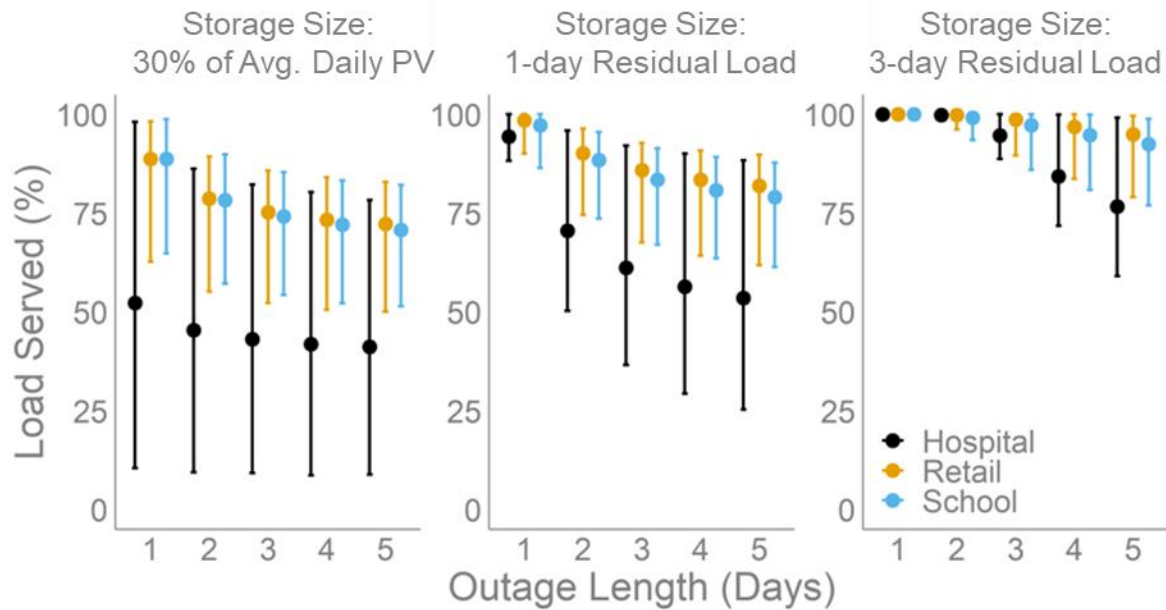 Storage Size:
30% of Avg. Daily PV
Storage Size:
1-day Residual Load
Storage Size:
3-day Residual Load
Load Served (%)
100
75
50
25
0
1 2 3 4 5
100
75
50
25
0
1 2 3 4 5
100
75
50
25
0
1 2 3 4 5
Hospital
Retail
School
Outage Length (Days)